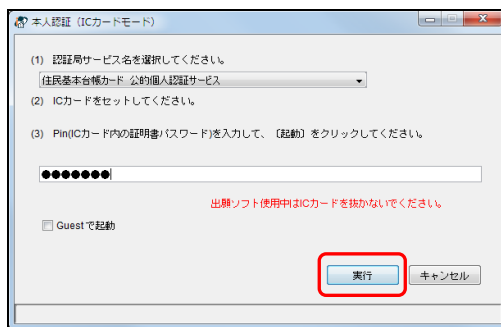 本人認証（ICカードモード）
(1) 認証局サービス名を選択してください。
住民基本台帳カード 公的個人認証サービス
(2) ICカードをセットしてください。
(3) Pin(ICカード内の証明書パスワード)を入力して、〔起動〕をクリックしてください。
●●●●●●●
出願ソフト使用中はICカードを抜かないでください。
Guestで起動
実行 キャンセル